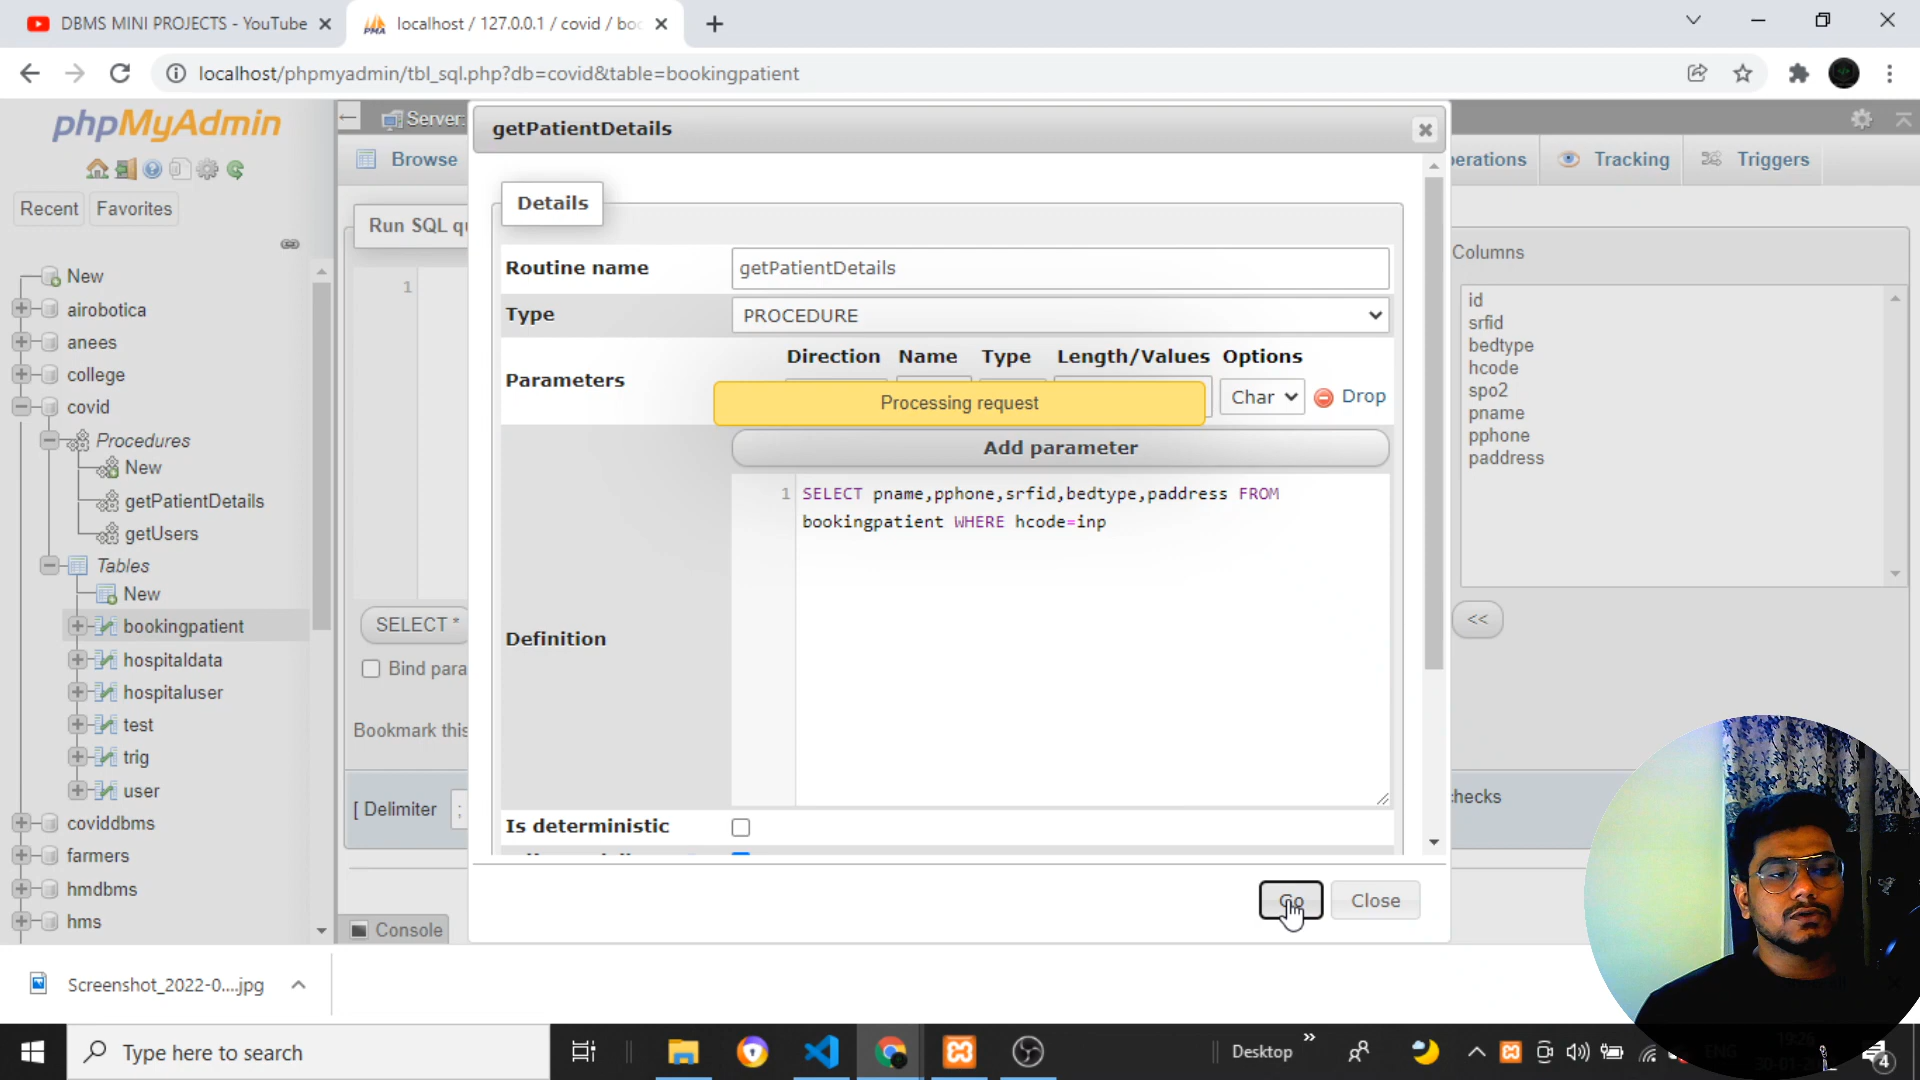 DBMS MINI PROJECTS - YouTube
localhost / 127.0.0.1 / covid / boo
localhost/phpmyadmin/tbl_sql.php?db=covid&table=bookingpatient
phpMyAdmin
Recent
Favorites
New
airobotica
anees
college
covid
Procedures
New
getPatientDetails
getUsers
Tables
New
bookingpatient
hospitaldata
hospitaluser
test
trig
user
coviddbms
farmers
hmdbms
hms
Server:
Browse
perations
Tracking
Triggers
Run SQL qu
1
SELECT *
Bind para
Bookmark this
[ Delimiter
;
Console
getPatientDetails
Details
Routine name
getPatientDetails
Type
PROCEDURE
Parameters
Direction Name Type Length/Values Options
Processing request
Char
Drop
Add parameter
Definition
1 SELECT pname,pphone,srfid,bedtype,paddress FROM
bookingpatient WHERE hcode=inp
Is deterministic
Go
Close
Columns
id
srfid
bedtype
hcode
spo2
pname
pphone
paddress
<<
checks
Screenshot_2022-0....jpg
Type here to search
Desktop
ENG
4